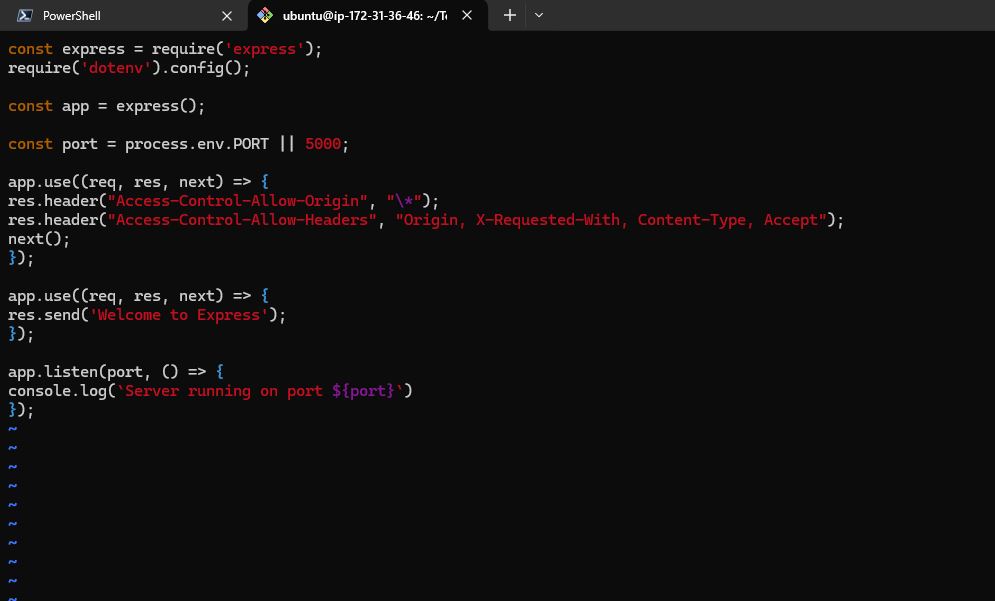 PowerShell
ubuntu@ip-172-31-36-46: ~/T
const express = require('express');
require('dotenv').config();
const app = express();
const port = process.env.PORT || 5000;
app.use((req, res, next) => {
res.header("Access-Control-Allow-Origin", "\*");
res.header("Access-Control-Allow-Headers", "Origin, X-Requested-With, Content-Type, Accept");
next();
});
app.use((req, res, next) => {
res.send('Welcome to Express');
});
app.listen(port, () => {
console.log(`Server running on port ${port}`)
});
~
~
~
~
~
~
~
~
~
~